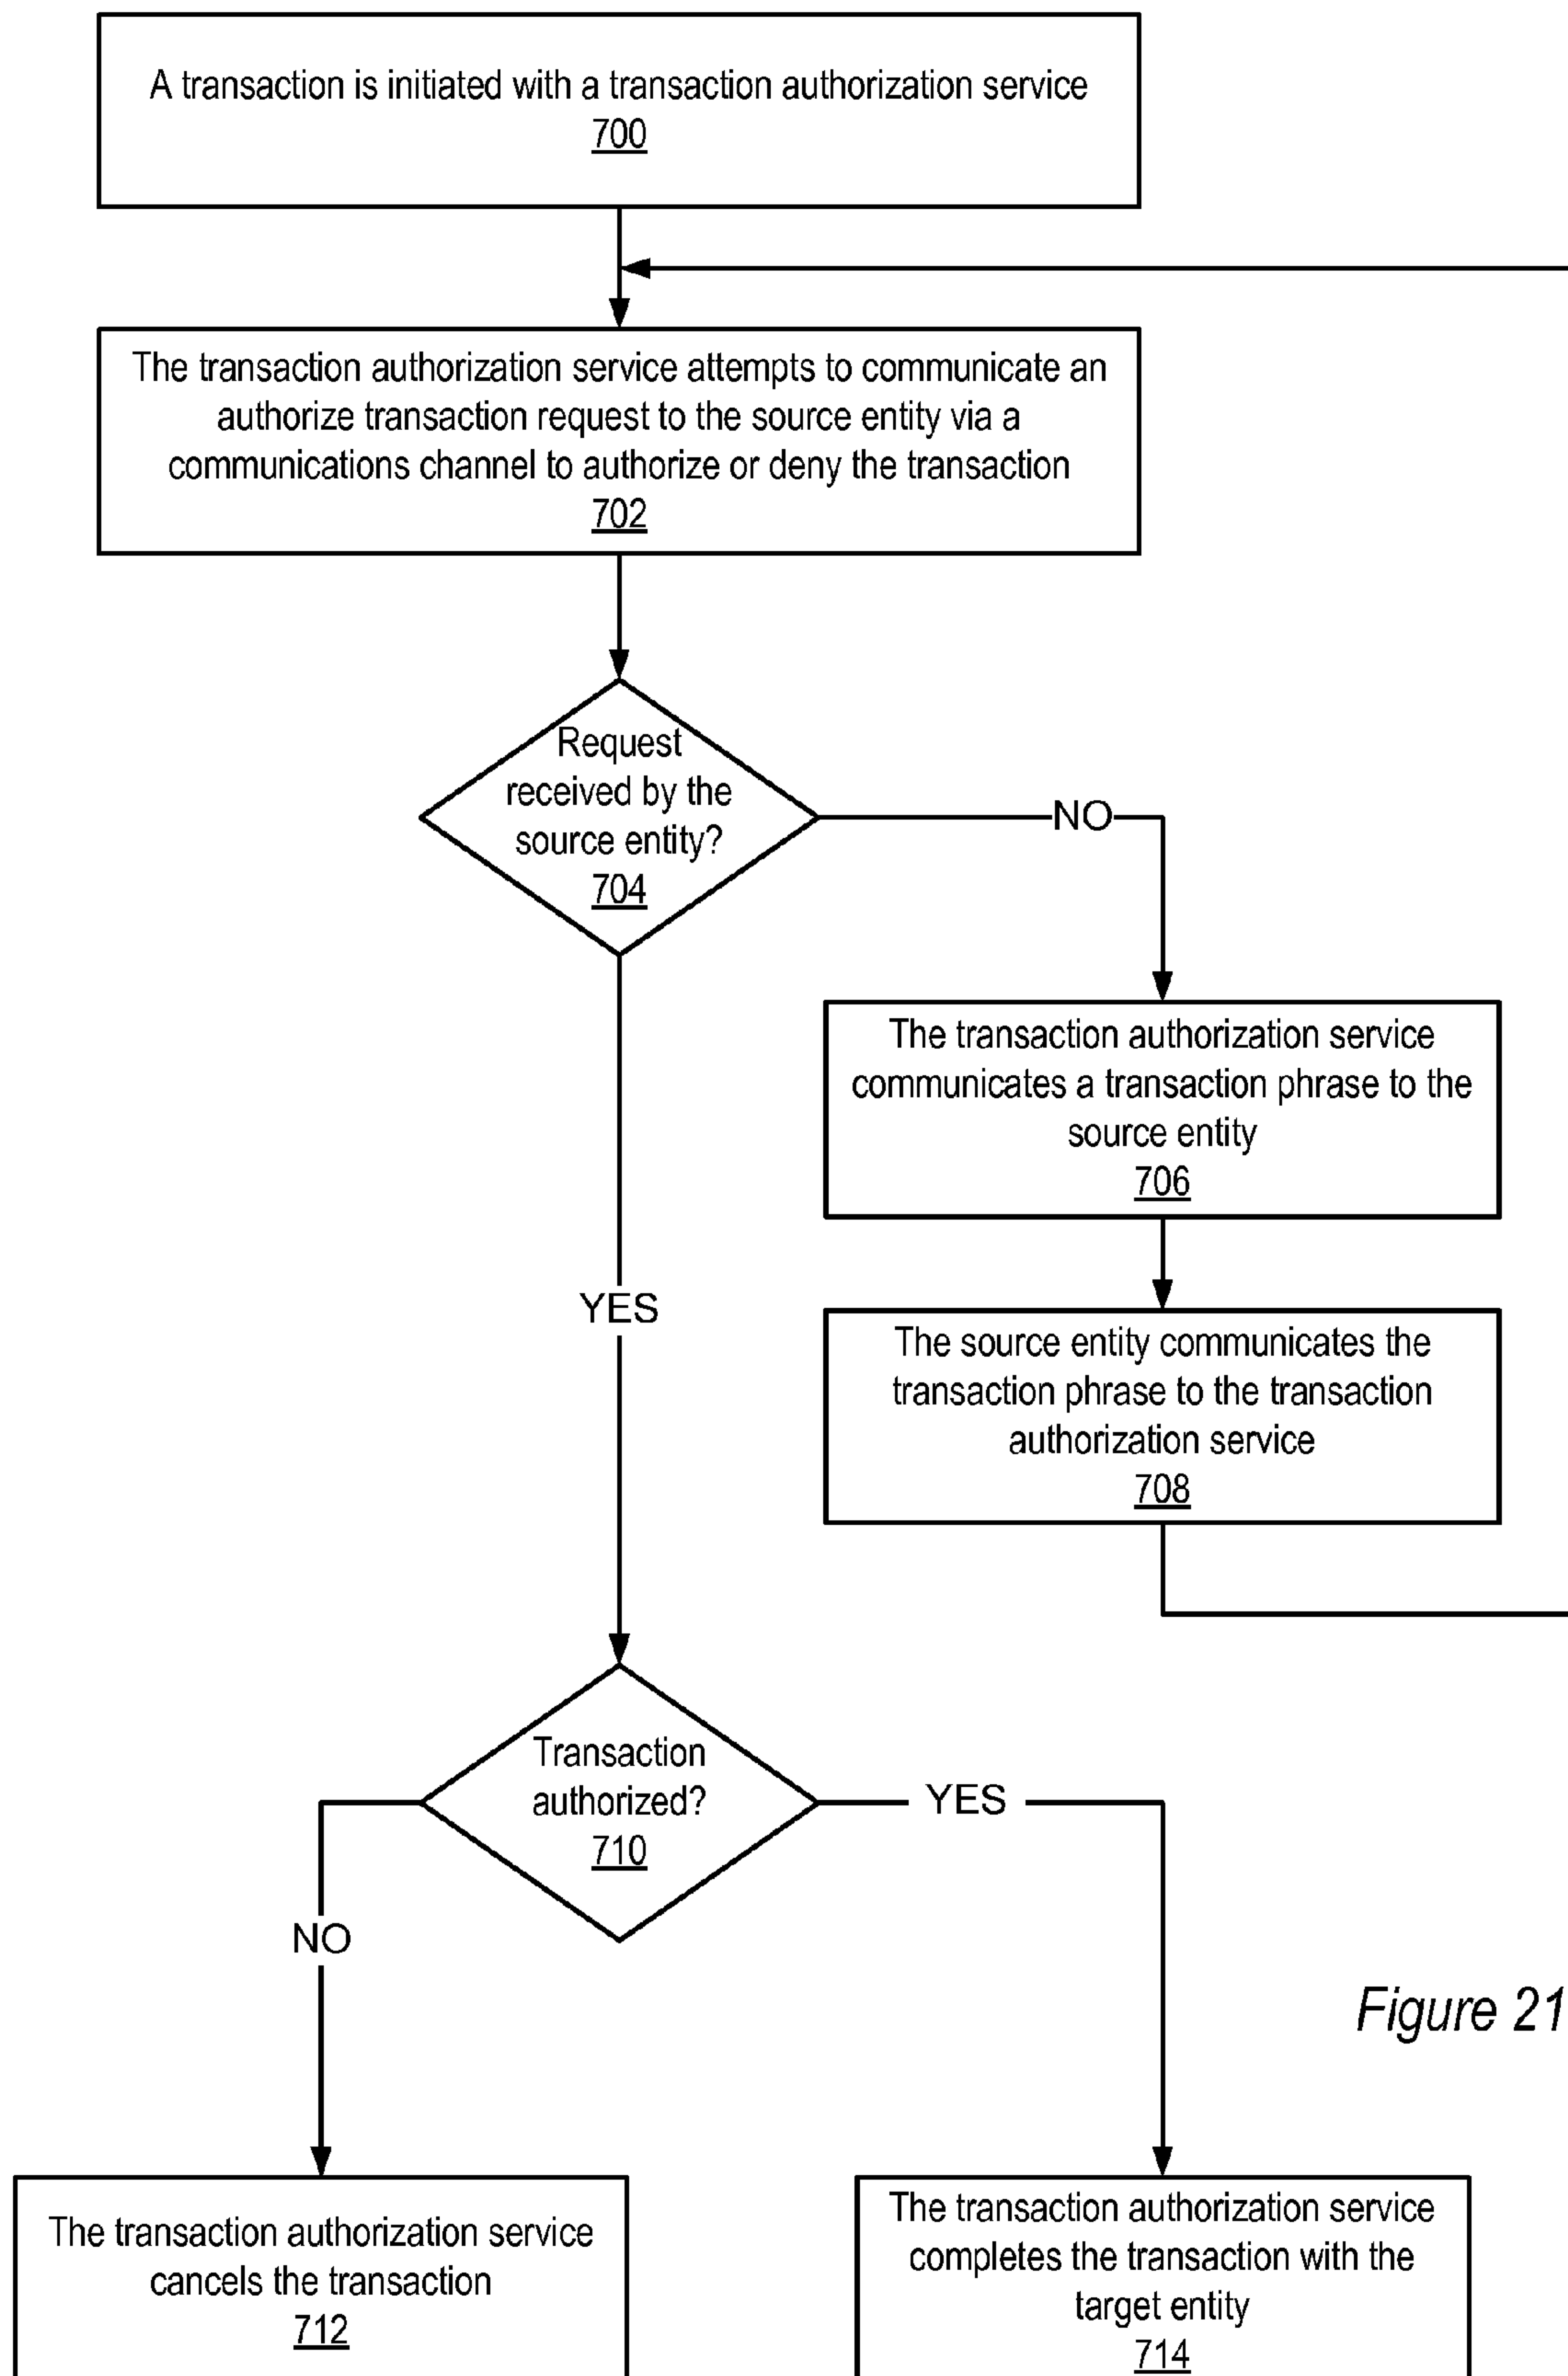 A transaction is initiated with a transaction authorization service
700
The transaction authorization service attempts to communicate an
authorize transaction request to the source entity via a
communications channel to authorize or deny the transaction
702
Request
received by the
source entity?
704
NO
The transaction authorization service
communicates a transaction phrase to the
source entity
706
YES
The source entity communicates the
transaction phrase to the transaction
authorization service
708
Transaction
authorized?
710
YES
NO
Figure 21
The transaction authorization service
cancels the transaction
712
The transaction authorization service
completes the transaction with the
target entity
714